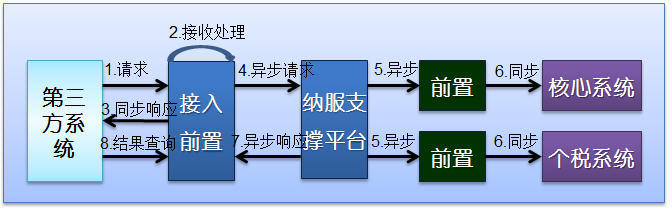 2.接收处理
1.请求
4.异步请求
5.异步
6.同步
第三方系统
3.同步响应
接入前置
纳服支撑平台
前置
核心系统
8.结果查询
7.异步响应
5.异步
前置
6.同步
个税系统